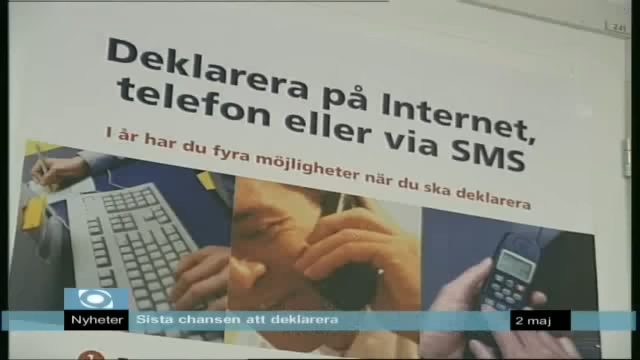 Deklarera på Internet,
telefon eller via SMS
I år har du fyra möjligheter när du ska deklarera
Nyheter Sista chansen att deklarera 2 maj